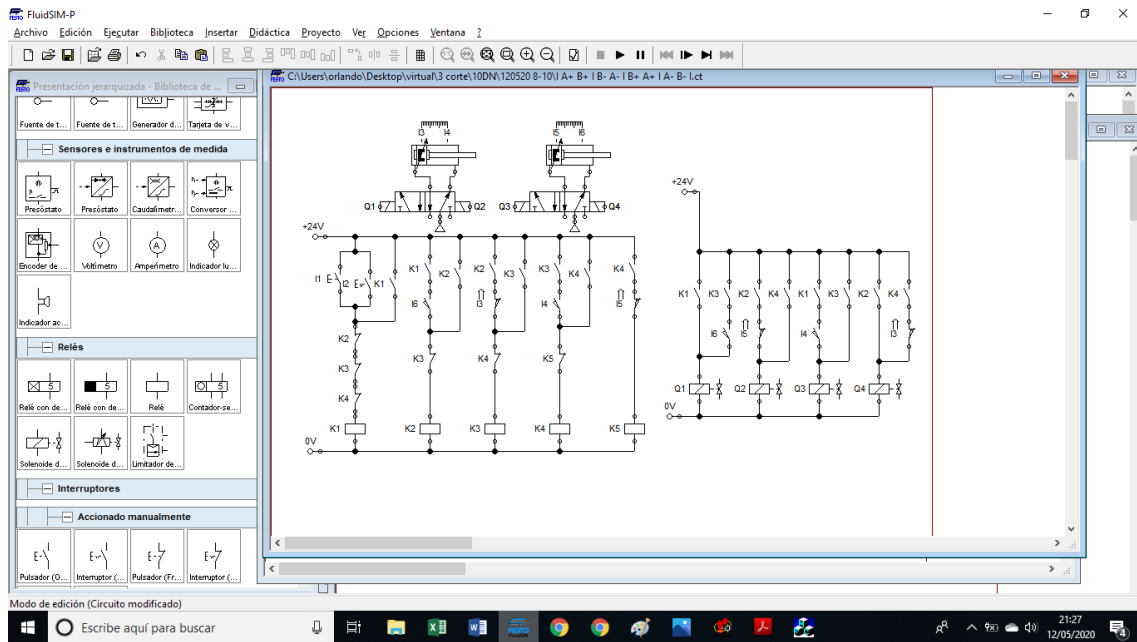 FluidSIM-P
Archivo Edición Ejecutar Biblioteca Insertar Didáctica Proyecto Ver Opciones Ventana ?
Presentación jerarquizada - Biblioteca de ...
C:\Users\orlando\Desktop\virtual\3 corte\10DN\120520 8-10\I A+ B+ I B- A- I B+ A+ I A- B- I.ct
Fuente de t... Fuente de t... Generador d... Tarjeta de v...
Sensores e instrumentos de medida
Presóstato Presóstato Caudalímetr... Conversor ...
Encoder de ... Voltímetro Amperímetro Indicador lu...
Indicador ac...
Relés
Relé con de... Relé con de... Relé Contador-se...
Solenoide d... Solenoide d... Limitador de...
Interruptores
Accionado manualmente
Pulsador (O... Interruptor (... Pulsador (Fr... Interruptor (...
I3 I4 I5 I6
Q1 Q2 Q3 Q4
+24V
I1 I2 K1 K1 K2 K2 K3 K3 K4 K4
I6 I3 I4 I5
K2
K3 K3 K4 K5
K4
K1 K2 K3 K4 K5
0V
+24V
K1 K3 K2 K4 K1 K3 K2 K4
I6 I5 I4 I3
Q1 Q2 Q3 Q4
0V
Modo de edición (Circuito modificado)
Escribe aquí para buscar
21:27
12/05/2020
4